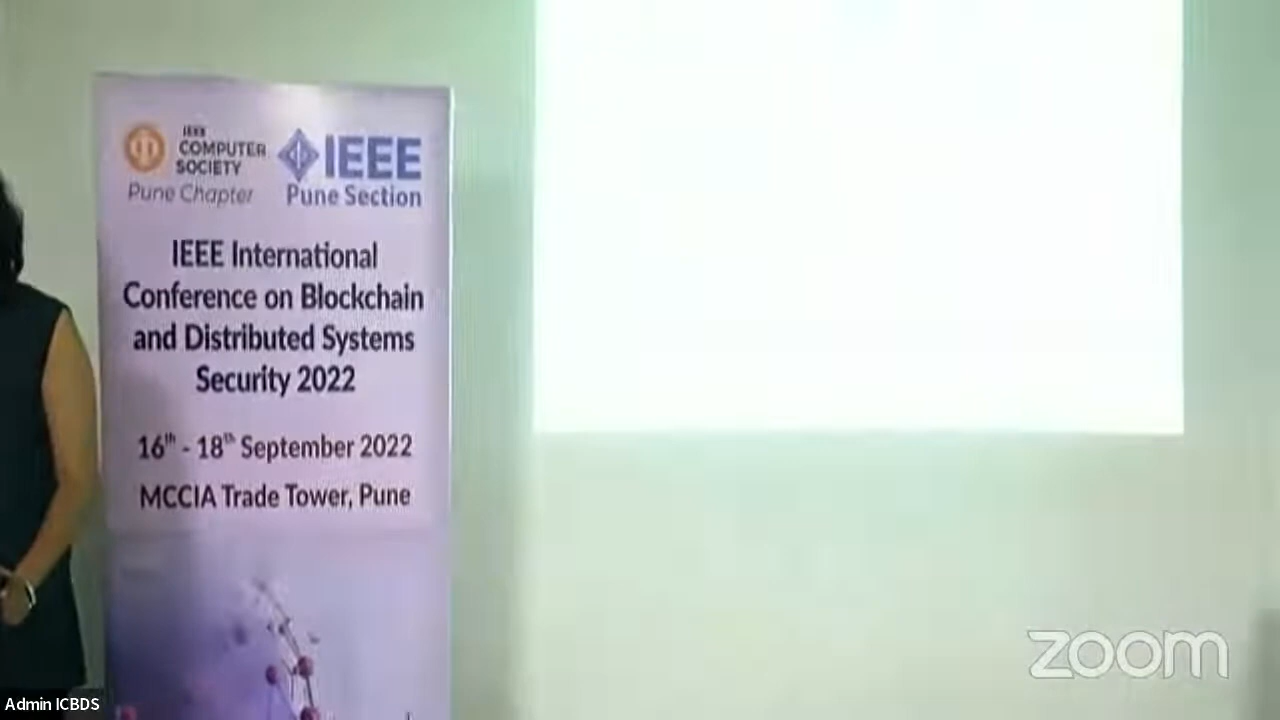 IEEE
COMPUTER
SOCIETY
Pune Chapter
IEEE
Pune Section
IEEE International
Conference on Blockchain
and Distributed Systems
Security 2022
16th - 18th September 2022
MCCIA Trade Tower, Pune
zoom
Admin ICBDS